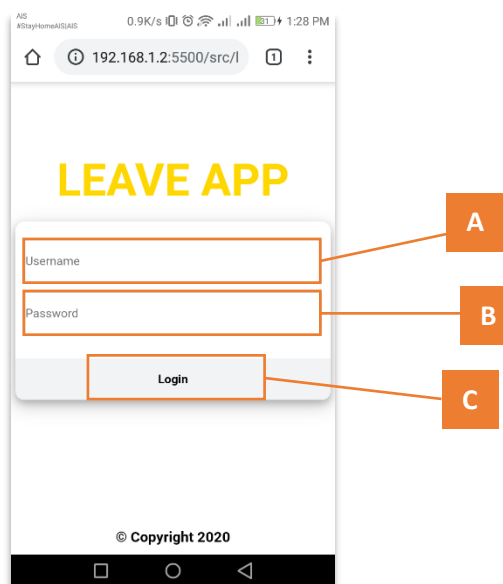 AIS
#StayHomeAIS|AIS
0.9K/s 31 1:28 PM
192.168.1.2:5500/src/l 1
LEAVE APP
A
Username
Password
B
Login
C
© Copyright 2020